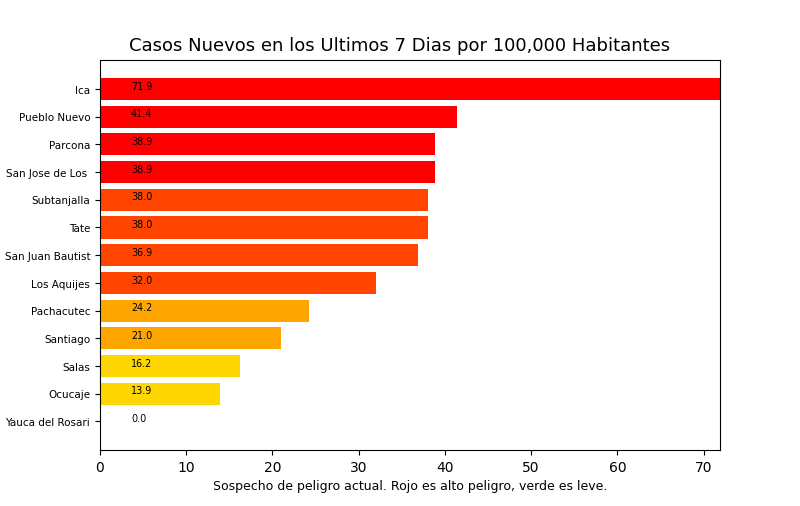 Casos Nuevos en los Ultimos 7 Dias por 100,000 Habitantes
Ica 71.9
Pueblo Nuevo 41.4
Parcona 38.9
San Jose de Los 38.9
Subtanjalla 38.0
Tate 38.0
San Juan Bautist 36.9
Los Aquijes 32.0
Pachacutec 24.2
Santiago 21.0
Salas 16.2
Ocucaje 13.9
Yauca del Rosari 0.0
0 10 20 30 40 50 60 70
Sospecho de peligro actual. Rojo es alto peligro, verde es leve.